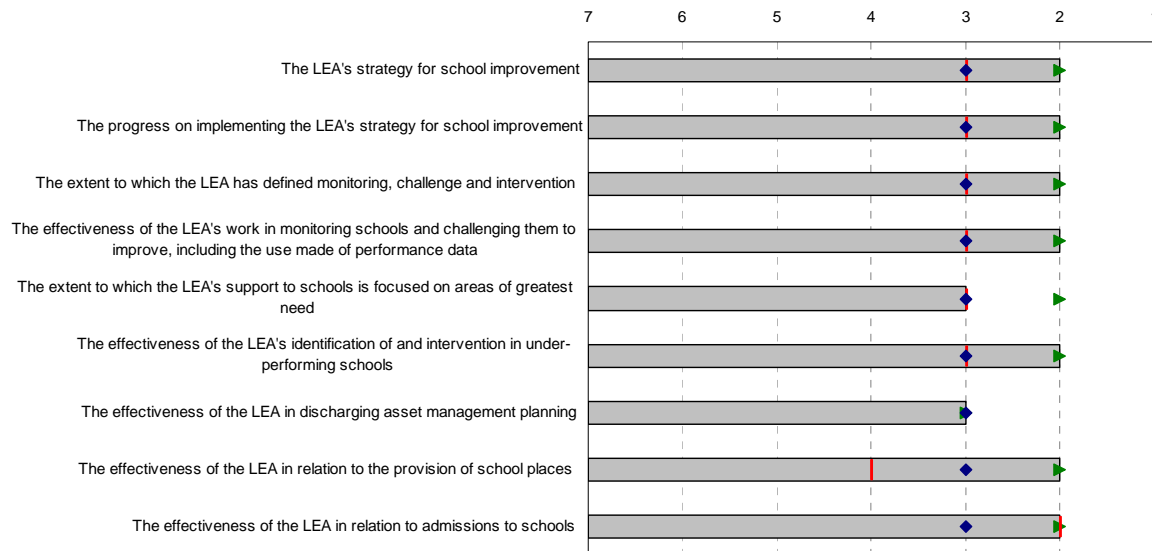 7 6 5 4 3 2
The LEA's strategy for school improvement
The progress on implementing the LEA's strategy for school improvement
The extent to which the LEA has defined monitoring, challenge and intervention
The effectiveness of the LEA's work in monitoring schools and challenging them to
improve, including the use made of performance data
The extent to which the LEA's support to schools is focused on areas of greatest
need
The effectiveness of the LEA's identification of and intervention in under-
performing schools
The effectiveness of the LEA in discharging asset management planning
The effectiveness of the LEA in relation to the provision of school places
The effectiveness of the LEA in relation to admissions to schools